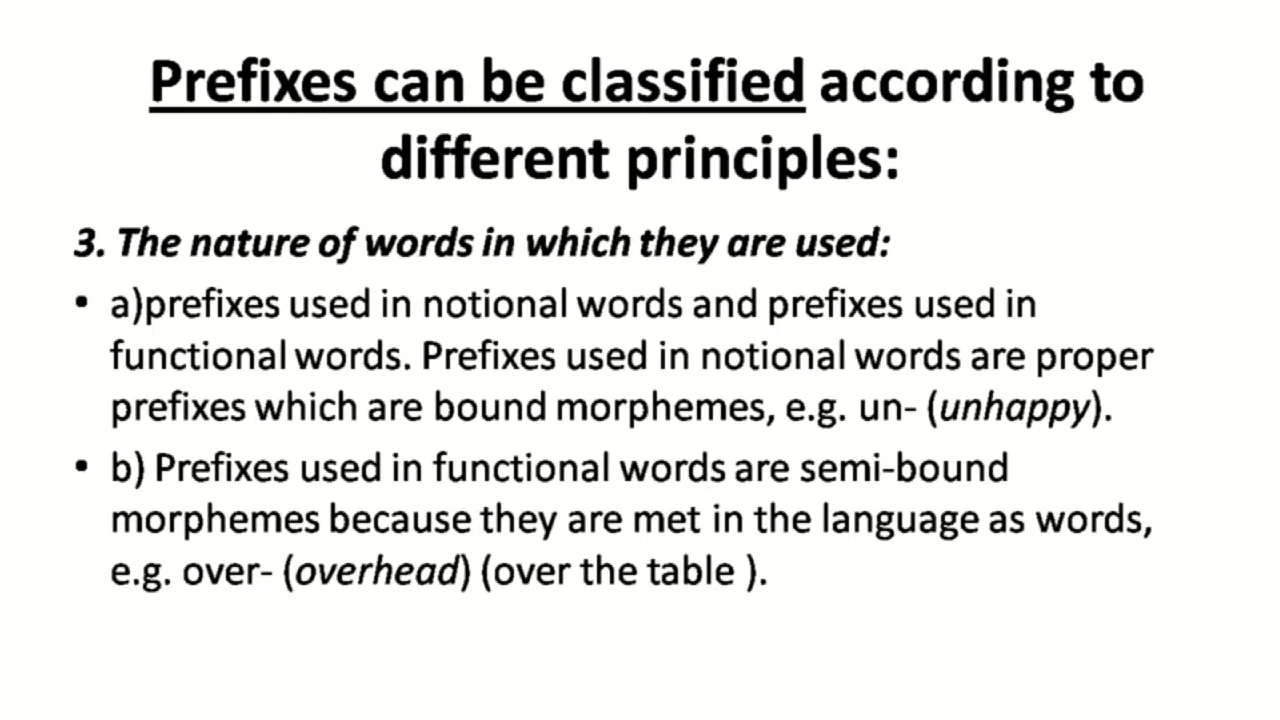 Prefixes can be classified according to
different principles:
3. The nature of words in which they are used:
• a)prefixes used in notional words and prefixes used in
functional words. Prefixes used in notional words are proper
prefixes which are bound morphemes, e.g. un- (unhappy).
• b) Prefixes used in functional words are semi-bound
morphemes because they are met in the language as words,
e.g. over- (overhead) (over the table ).